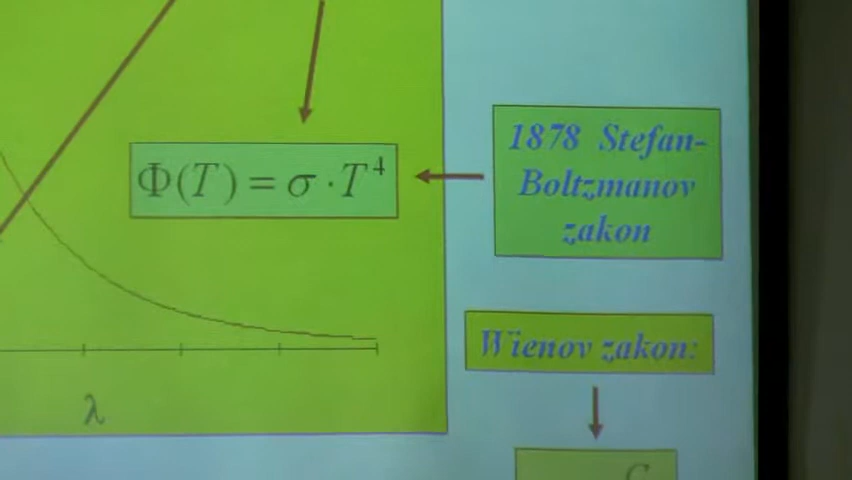 Φ(T) = σ · T⁴
1878 Stefan-
Boltzmanov
zakon
Wienov zakon:
λ
C